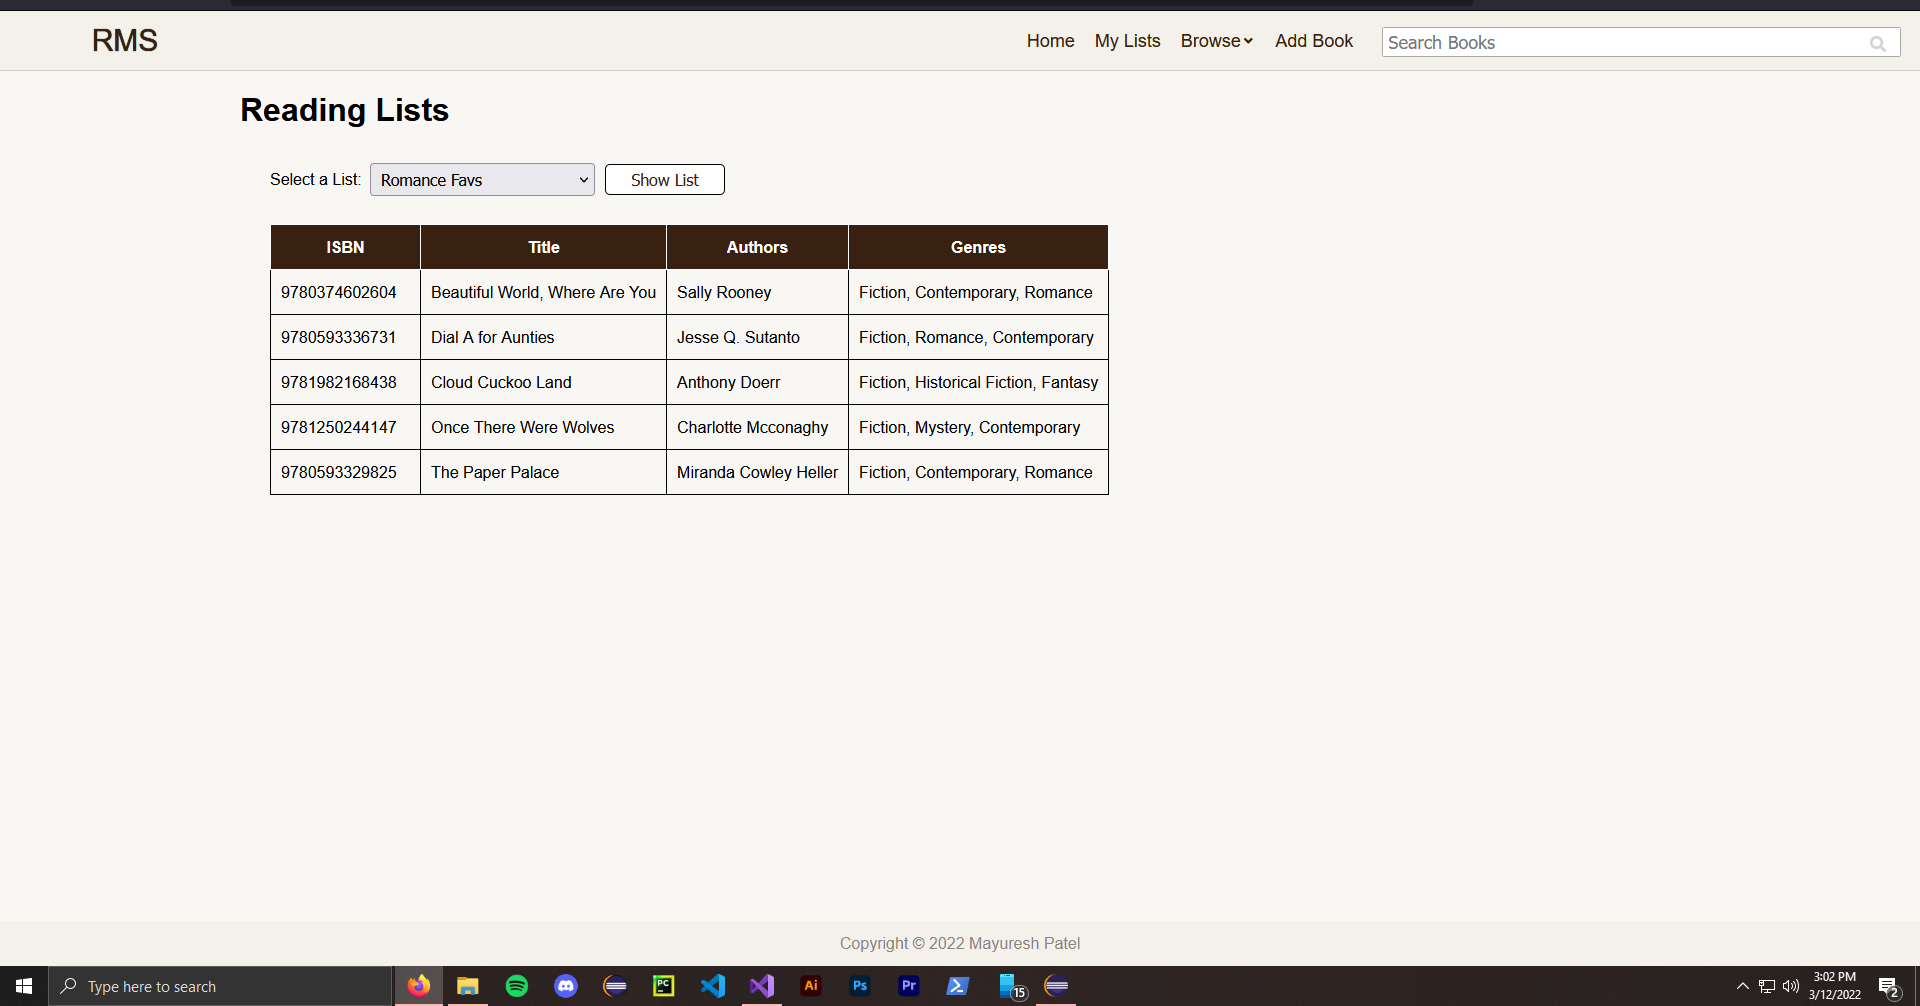 RMS
Home My Lists Browse Add Book Search Books
Reading Lists
Select a List: Romance Favs Show List
ISBN Title Authors Genres
9780374602604 Beautiful World, Where Are You Sally Rooney Fiction, Contemporary, Romance
9780593336731 Dial A for Aunties Jesse Q. Sutanto Fiction, Romance, Contemporary
9781982168438 Cloud Cuckoo Land Anthony Doerr Fiction, Historical Fiction, Fantasy
9781250244147 Once There Were Wolves Charlotte Mcconaghy Fiction, Mystery, Contemporary
9780593329825 The Paper Palace Miranda Cowley Heller Fiction, Contemporary, Romance
Copyright © 2022 Mayuresh Patel
Type here to search
PC
Ai
Ps
Pr
15
3:02 PM
3/12/2022
2